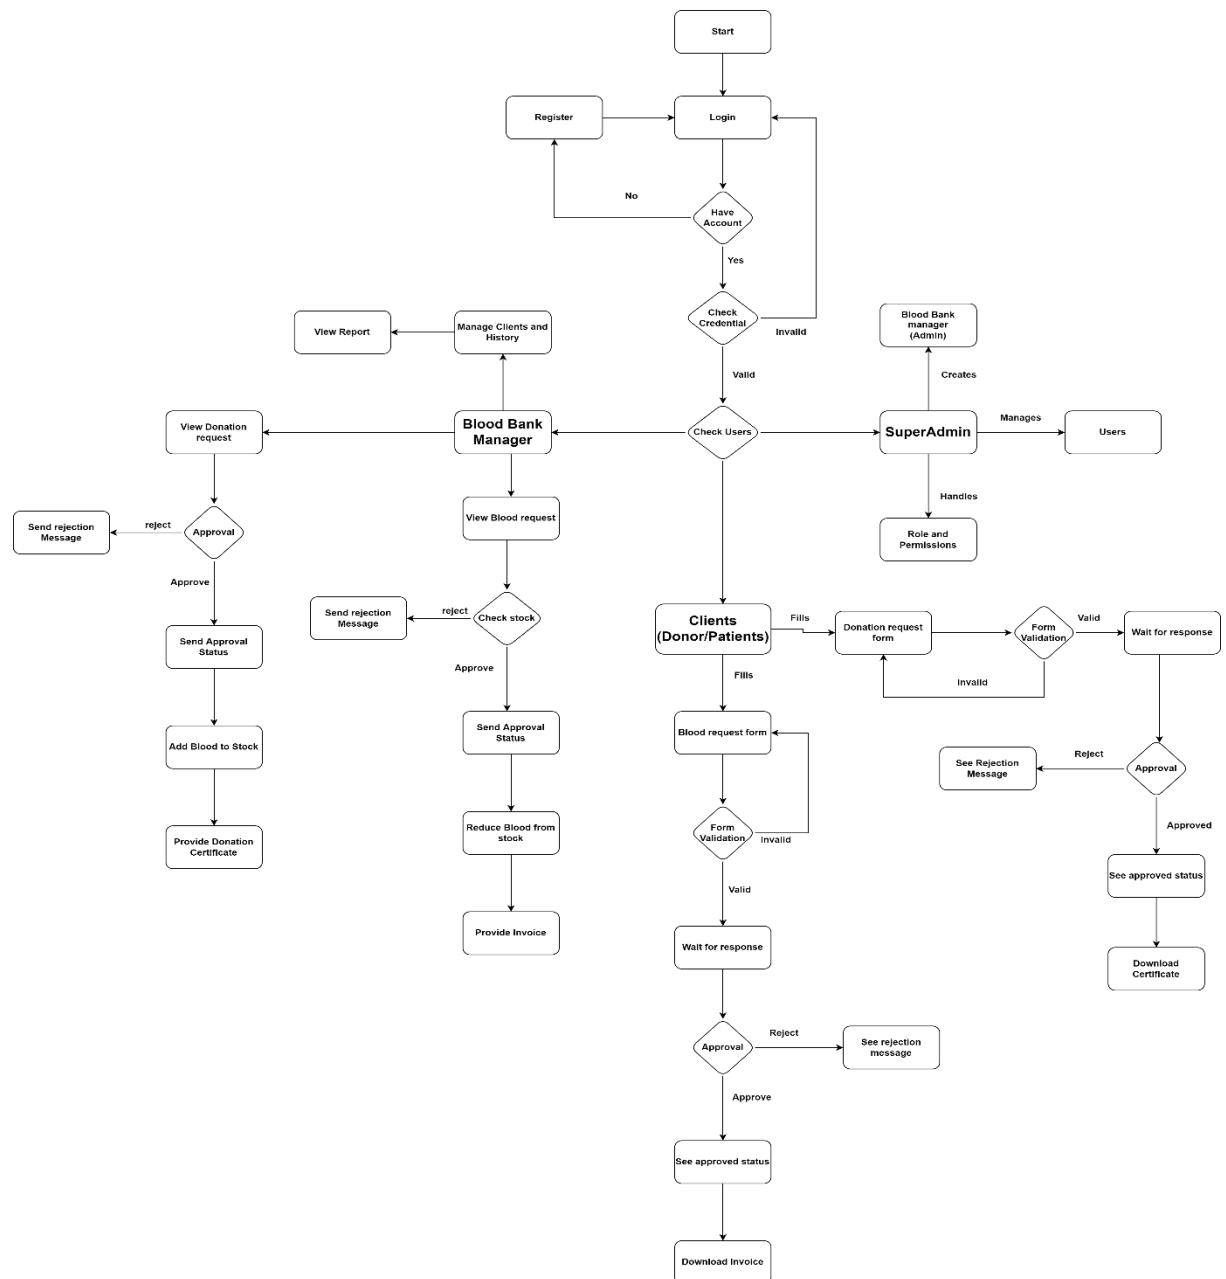 Start
Register
Login
No
Have
Account
Yes
Check
Credential
Invalid
Valid
View Report
Manage Clients and
History
Blood Bank
manager
(Admin)
Creates
View Donation
request
Blood Bank
Manager
Check Users
SuperAdmin
Manages
Users
Handles
Role and
Permissions
Send rejection
Message
reject
Approval
Approve
Send Approval
Status
Add Blood to Stock
Provide Donation
Certificate
View Blood request
Send rejection
Message
reject
Check stock
Approve
Send Approval
Status
Reduce Blood from
stock
Provide Invoice
Clients
(Donor/Patients)
Fills
Donation request
form
Form
Validation
Valid
Wait for response
Invalid
Fills
Blood request form
Form
Validation
Invalid
Valid
Wait for response
Approval
Reject
See rejection
message
Approve
See approved status
Download Invoice
See Rejection
Message
Reject
Approval
Approved
See approved status
Download
Certificate